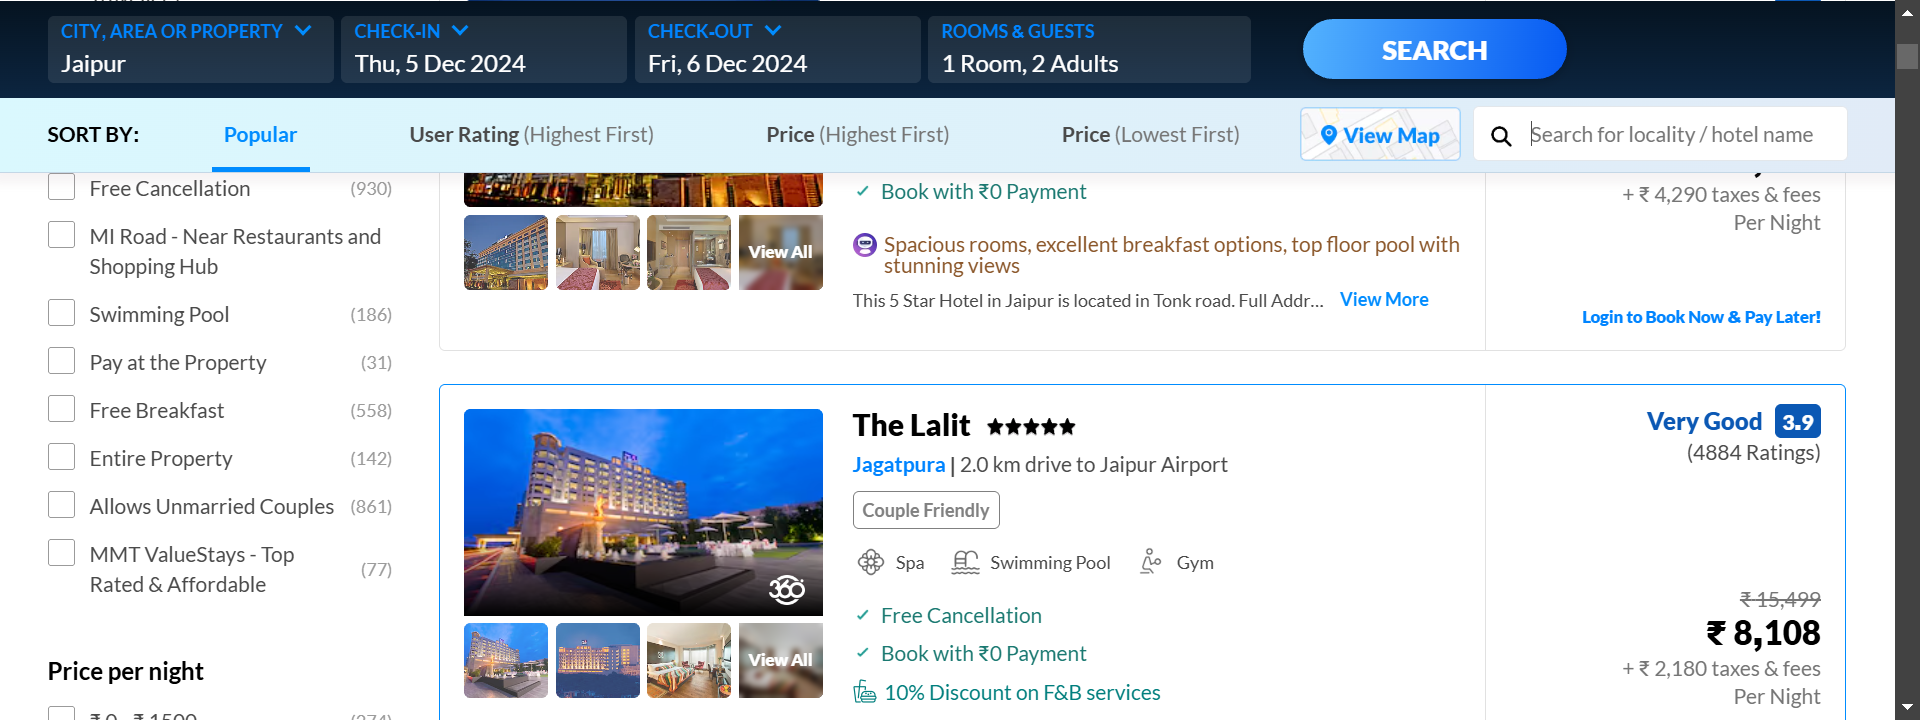 CITY, AREA OR PROPERTY
Jaipur
CHECK-IN
Thu, 5 Dec 2024
CHECK-OUT
Fri, 6 Dec 2024
ROOMS & GUESTS
1 Room, 2 Adults
SEARCH
SORT BY:
Popular
User Rating (Highest First)
Price (Highest First)
Price (Lowest First)
View Map
Search for locality / hotel name
Free Cancellation (930)
MI Road - Near Restaurants and
Shopping Hub
Swimming Pool (186)
Pay at the Property (31)
Free Breakfast (558)
Entire Property (142)
Allows Unmarried Couples (861)
MMT ValueStays - Top
Rated & Affordable (77)
Price per night
₹ 0 - ₹ 1500 (274)
View All
Book with ₹0 Payment
Spacious rooms, excellent breakfast options, top floor pool with
stunning views
This 5 Star Hotel in Jaipur is located in Tonk road. Full Addr... View More
+ ₹ 4,290 taxes & fees
Per Night
Login to Book Now & Pay Later!
360
View All
The Lalit
Jagatpura | 2.0 km drive to Jaipur Airport
Couple Friendly
Spa Swimming Pool Gym
Free Cancellation
Book with ₹0 Payment
10% Discount on F&B services
Very Good 3.9
(4884 Ratings)
₹ 15,499
₹ 8,108
+ ₹ 2,180 taxes & fees
Per Night